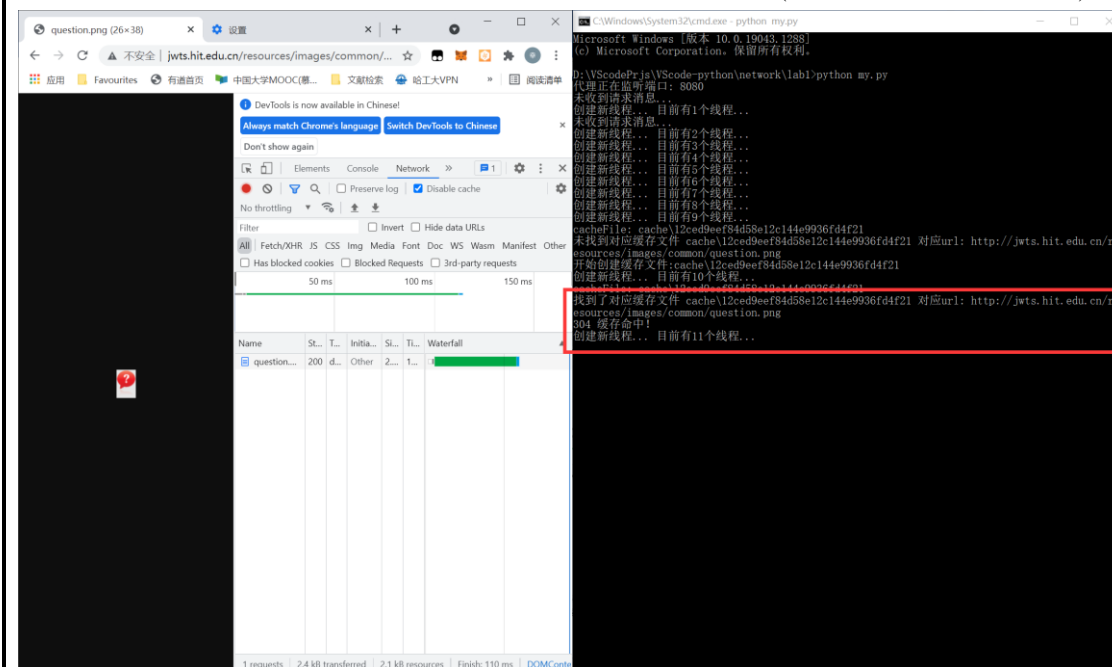 question.png (26×38) × 设置 × +
不安全 | jwts.hit.edu.cn/resources/images/common/...
应用 Favourites 有道首页 中国大学MOOC(慕... 文献检索 哈工大VPN » 阅读清单
DevTools is now available in Chinese!
Always match Chrome's language Switch DevTools to Chinese ×
Don't show again
Elements Console Network » 1
Preserve log Disable cache
No throttling
Filter Invert Hide data URLs
All Fetch/XHR JS CSS Img Media Font Doc WS Wasm Manifest Other
Has blocked cookies Blocked Requests 3rd-party requests
50 ms 100 ms 150 ms
Name St... T... Initia... Si... Ti... Waterfall
question.... 200 d... Other 2... 1...
1 requests 2.4 kB transferred 2.1 kB resources Finish: 110 ms DOMConte
C:\Windows\System32\cmd.exe - python my.py
Microsoft Windows [版本 10.0.19043.1288]
(c) Microsoft Corporation。保留所有权利。
D:\VScodePrjs\VScode-python\network\lab1>python my.py
代理正在监听端口: 8080
未收到请求消息...
创建新线程... 目前有1个线程...
未收到请求消息...
创建新线程... 目前有2个线程...
创建新线程... 目前有3个线程...
创建新线程... 目前有4个线程...
创建新线程... 目前有5个线程...
创建新线程... 目前有6个线程...
创建新线程... 目前有7个线程...
创建新线程... 目前有8个线程...
创建新线程... 目前有9个线程...
cacheFile: cache\12ced9eef84d58e12c144e9936fd4f21
未找到对应缓存文件 cache\12ced9eef84d58e12c144e9936fd4f21 对应url: http://jwts.hit.edu.cn/r
esources/images/common/question.png
开始创建缓存文件:cache\12ced9eef84d58e12c144e9936fd4f21
创建新线程... 目前有10个线程...
cacheFile: cache\12ced9eef84d58e12c144e9936fd4f21
找到了对应缓存文件 cache\12ced9eef84d58e12c144e9936fd4f21 对应url: http://jwts.hit.edu.cn/r
esources/images/common/question.png
304 缓存命中!
创建新线程... 目前有11个线程...